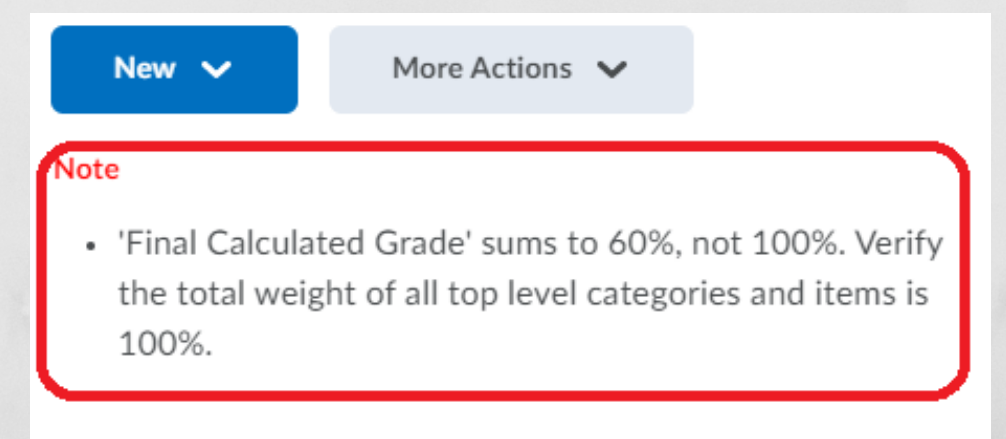 New More Actions
Note
• 'Final Calculated Grade' sums to 60%, not 100%. Verify
the total weight of all top level categories and items is
100%.